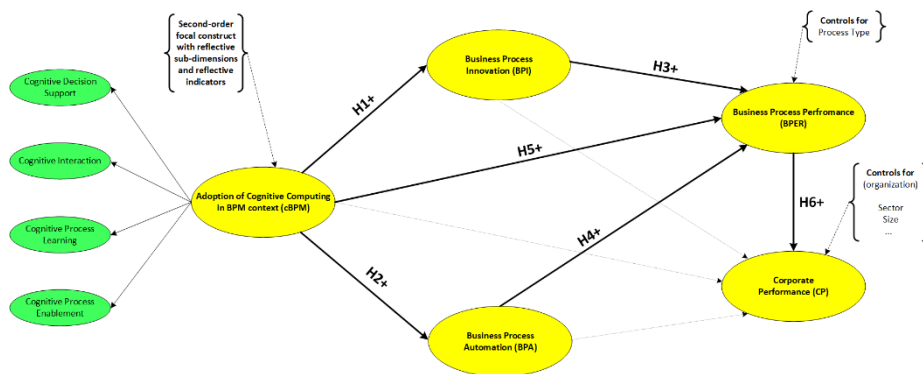 Second-order
focal construct
with reflective
sub-dimensions
and reflective
indicators
Cognitive Decision
Support
Cognitive Interaction
Cognitive Process
Learning
Cognitive Process
Enablement
Adoption of Cognitive Computing
In BPM context (cBPM)
H1+
H2+
Business Process
Innovation (BPI)
Business Process
Automation (BPA)
H3+
H5+
H4+
Controls for
Process Type
Business Process Perfromance
(BPER)
H6+
Controls for
(organization)
Sector
Size
...
Corporate
Performance (CP)